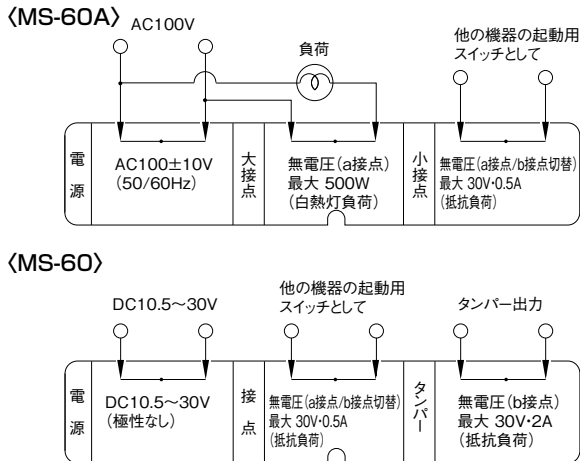 〈MS-60A〉
AC100V
負荷
他の機器の起動用
スイッチとして
電源
AC100±10V
(50/60Hz)
大接点
無電圧(a接点)
最大 500W
(白熱灯負荷)
小接点
無電圧(a接点/b接点切替)
最大 30V・0.5A
(抵抗負荷)
〈MS-60〉
DC10.5〜30V
他の機器の起動用
スイッチとして
タンパー出力
電源
DC10.5〜30V
(極性なし)
接点
無電圧(a接点/b接点切替)
最大 30V・0.5A
(抵抗負荷)
タンパー
無電圧(b接点)
最大 30V・2A
(抵抗負荷)